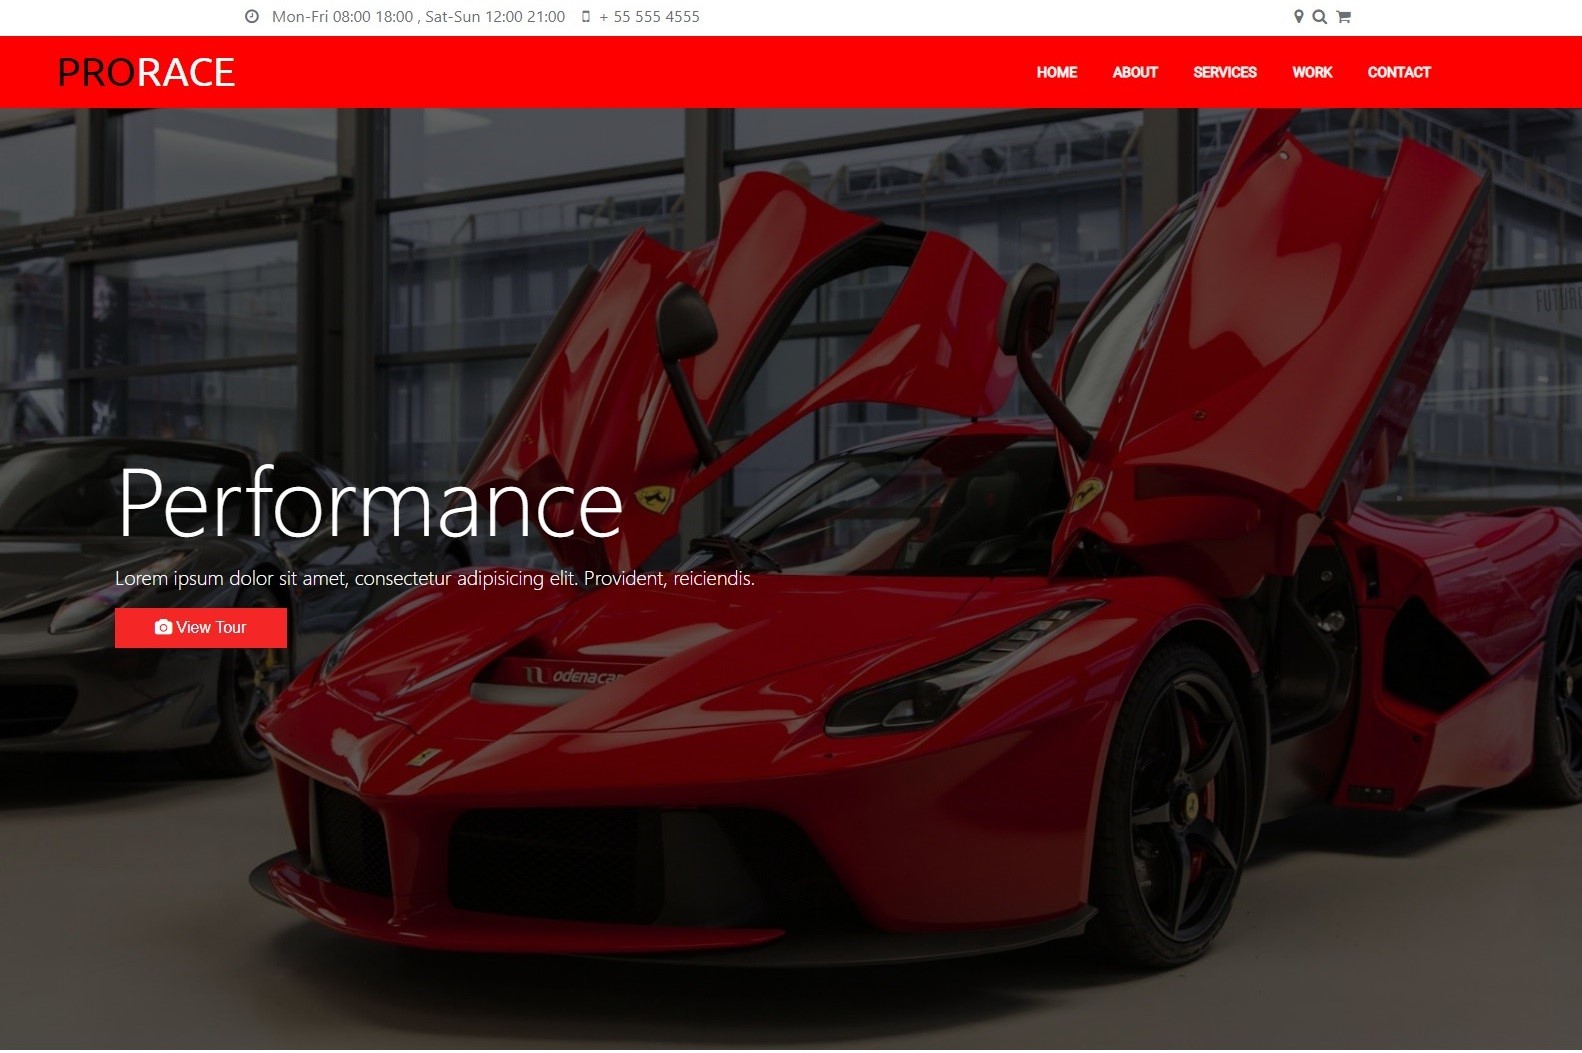 Mon-Fri 08:00 18:00 , Sat-Sun 12:00 21:00 + 55 555 4555
PRORACE HOME ABOUT SERVICES WORK CONTACT
FUTURE
Performance
Lorem ipsum dolor sit amet, consectetur adipisicing elit. Provident, reiciendis.
View Tour